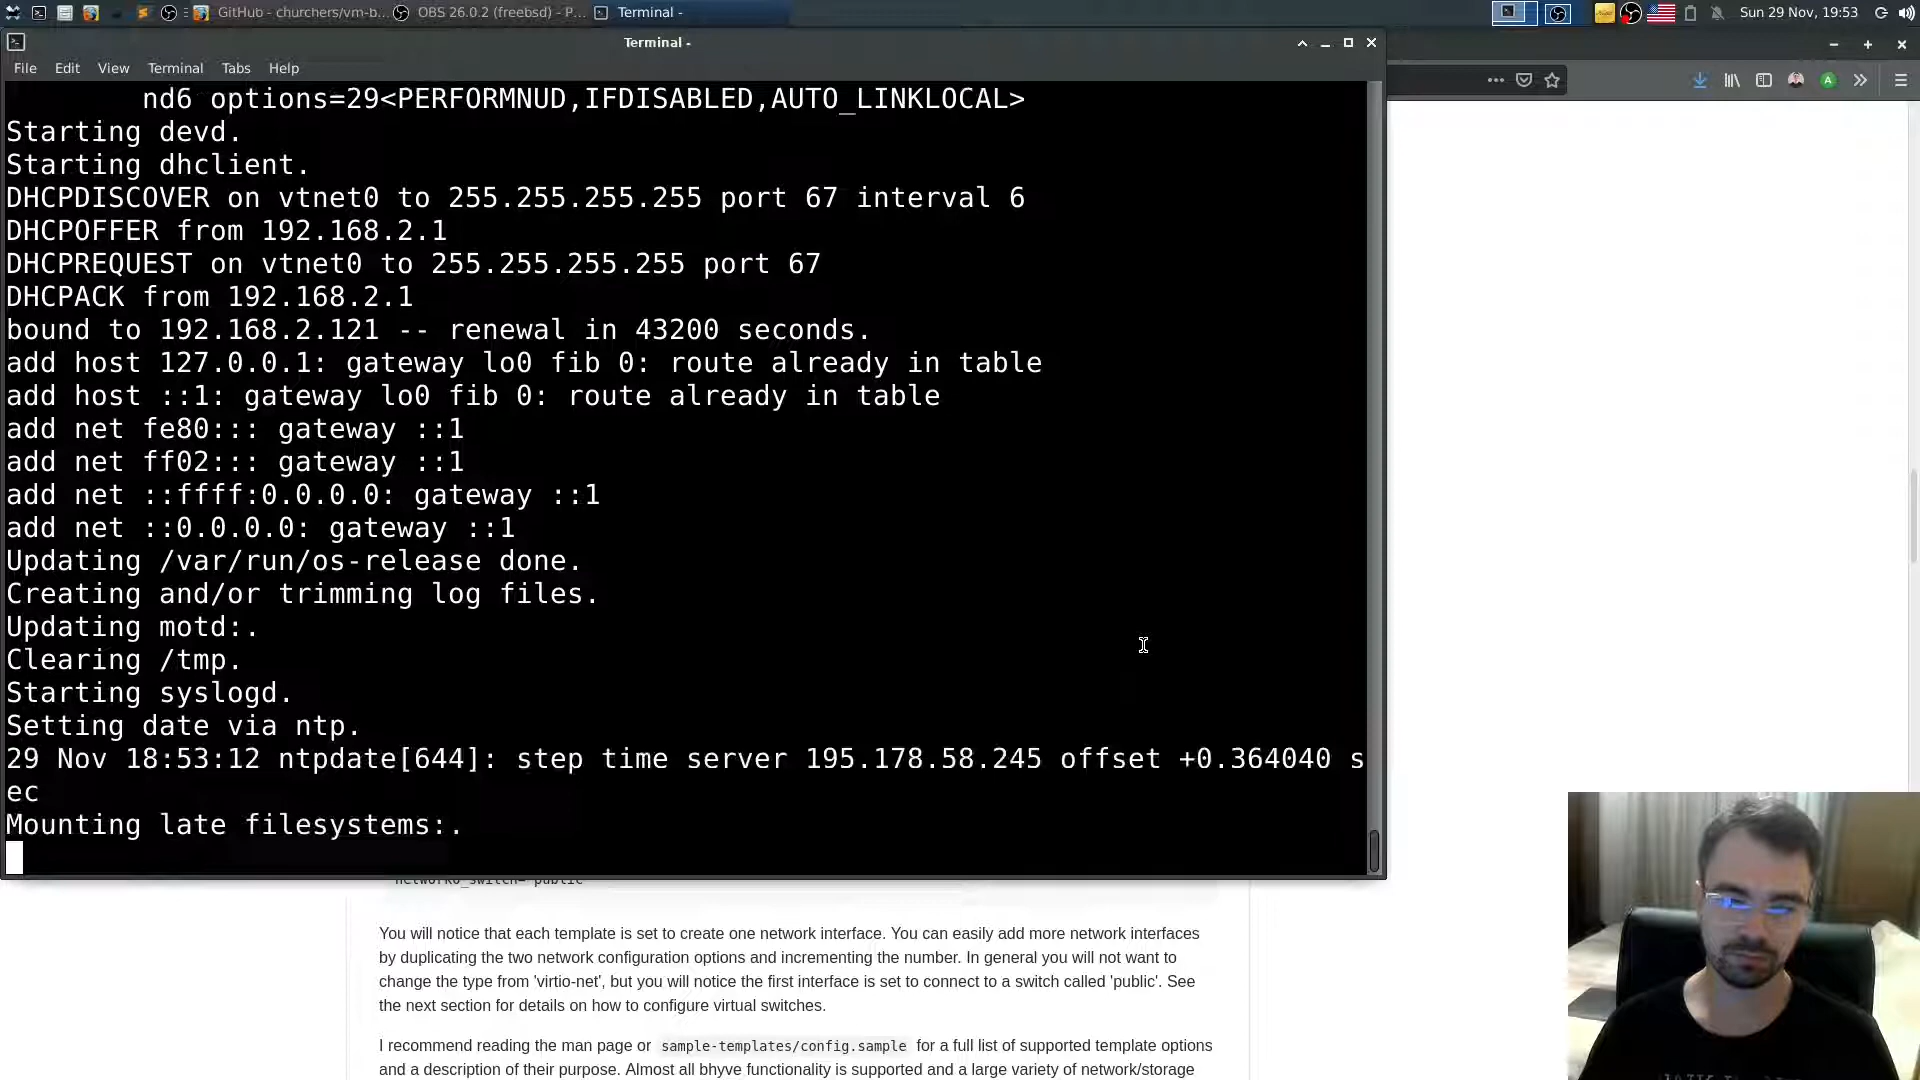 GitHub - churchers/vm-b...
OBS 26.0.2 (freebsd) - P...
Terminal -
Sun 29 Nov, 19:53
Terminal -
File Edit View Terminal Tabs Help
nd6 options=29<PERFORMNUD,IFDISABLED,AUTO_LINKLOCAL>
Starting devd.
Starting dhclient.
DHCPDISCOVER on vtnet0 to 255.255.255.255 port 67 interval 6
DHCPOFFER from 192.168.2.1
DHCPREQUEST on vtnet0 to 255.255.255.255 port 67
DHCPACK from 192.168.2.1
bound to 192.168.2.121 -- renewal in 43200 seconds.
add host 127.0.0.1: gateway lo0 fib 0: route already in table
add host ::1: gateway lo0 fib 0: route already in table
add net fe80::: gateway ::1
add net ff02::: gateway ::1
add net ::ffff:0.0.0.0: gateway ::1
add net ::0.0.0.0: gateway ::1
Updating /var/run/os-release done.
Creating and/or trimming log files.
Updating motd:.
Clearing /tmp.
Starting syslogd.
Setting date via ntp.
29 Nov 18:53:12 ntpdate[644]: step time server 195.178.58.245 offset +0.364040 s
ec
Mounting late filesystems:.
network0_switch="public"
You will notice that each template is set to create one network interface. You can easily add more network interfaces
by duplicating the two network configuration options and incrementing the number. In general you will not want to
change the type from 'virtio-net', but you will notice the first interface is set to connect to a switch called 'public'. See
the next section for details on how to configure virtual switches.
I recommend reading the man page or sample-templates/config.sample for a full list of supported template options
and a description of their purpose. Almost all bhyve functionality is supported and a large variety of network/storage